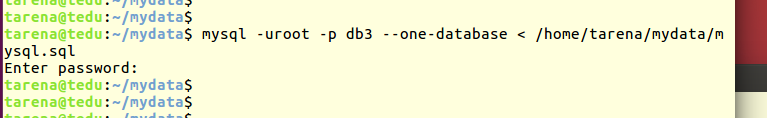 tarena@tedu:~/mydata$
tarena@tedu:~/mydata$
tarena@tedu:~/mydata$ mysql -uroot -p db3 --one-database < /home/tarena/mydata/m
ysql.sql
Enter password:
tarena@tedu:~/mydata$
tarena@tedu:~/mydata$
tarena@tedu:~/mydata$